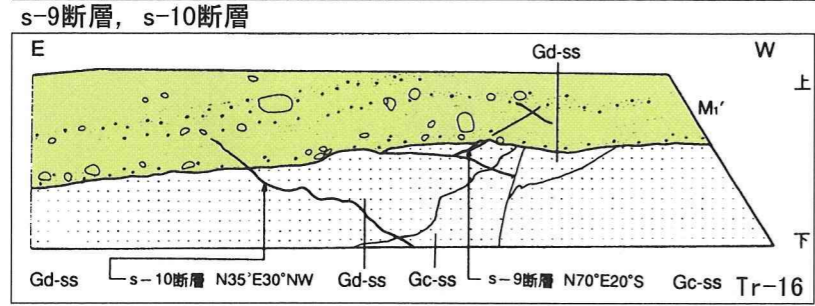 s-9断層，s-10断層
E
Gd-ss
W
上
M₁′
下
Gd-ss
s-10断層 N35°E30°NW
Gd-ss
Gc-ss
s-9断層 N70°E20°S
Gc-ss
Tr-16